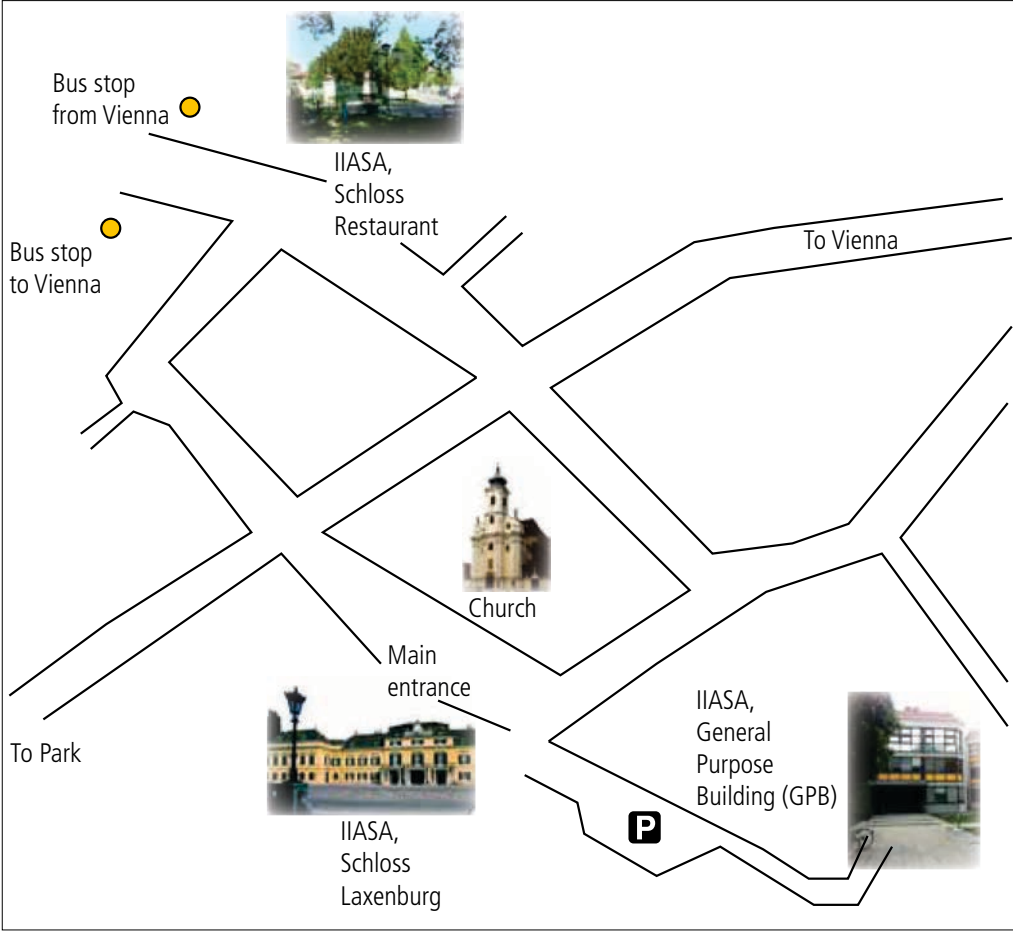 Bus stop
from Vienna
IIASA,
Schloss
Restaurant
Bus stop
to Vienna
To Vienna
Church
Main
entrance
To Park
IIASA,
General
Purpose
Building (GPB)
P
IIASA,
Schloss
Laxenburg